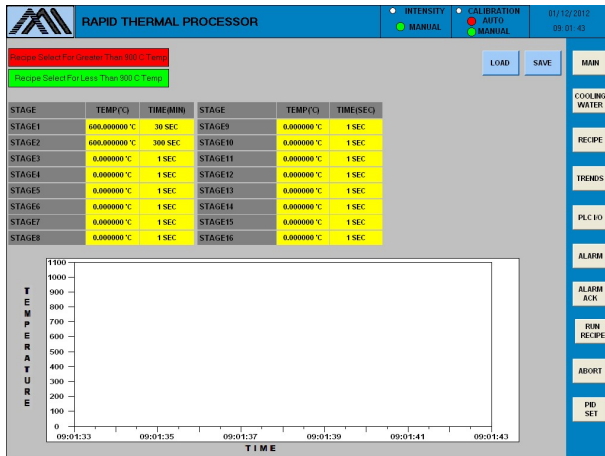 RAPID THERMAL PROCESSOR
INTENSITY
MANUAL
CALIBRATION
AUTO
MANUAL
01/12/2012
09:01:43
Recipe Select For Greater Than 900 C Temp
Recipe Select For Less Than 900 C Temp
LOAD SAVE
STAGE TEMP(℃) TIME(MIN) STAGE TEMP(℃) TIME(SEC)
STAGE1 600.000000 ℃ 30 SEC STAGE9 0.000000 ℃ 1 SEC
STAGE2 600.000000 ℃ 300 SEC STAGE10 0.000000 ℃ 1 SEC
STAGE3 0.000000 ℃ 1 SEC STAGE11 0.000000 ℃ 1 SEC
STAGE4 0.000000 ℃ 1 SEC STAGE12 0.000000 ℃ 1 SEC
STAGE5 0.000000 ℃ 1 SEC STAGE13 0.000000 ℃ 1 SEC
STAGE6 0.000000 ℃ 1 SEC STAGE14 0.000000 ℃ 1 SEC
STAGE7 0.000000 ℃ 1 SEC STAGE15 0.000000 ℃ 1 SEC
STAGE8 0.000000 ℃ 1 SEC STAGE16 0.000000 ℃ 1 SEC
TEMPERATURE
1100
1000
900
800
700
600
500
400
300
200
100
0
09:01:33 09:01:35 09:01:37 09:01:39 09:01:41 09:01:43
TIME
MAIN
COOLING
WATER
RECIPE
TRENDS
PLC I/O
ALARM
ALARM
ACK
RUN
RECIPE
ABORT
PID
SET